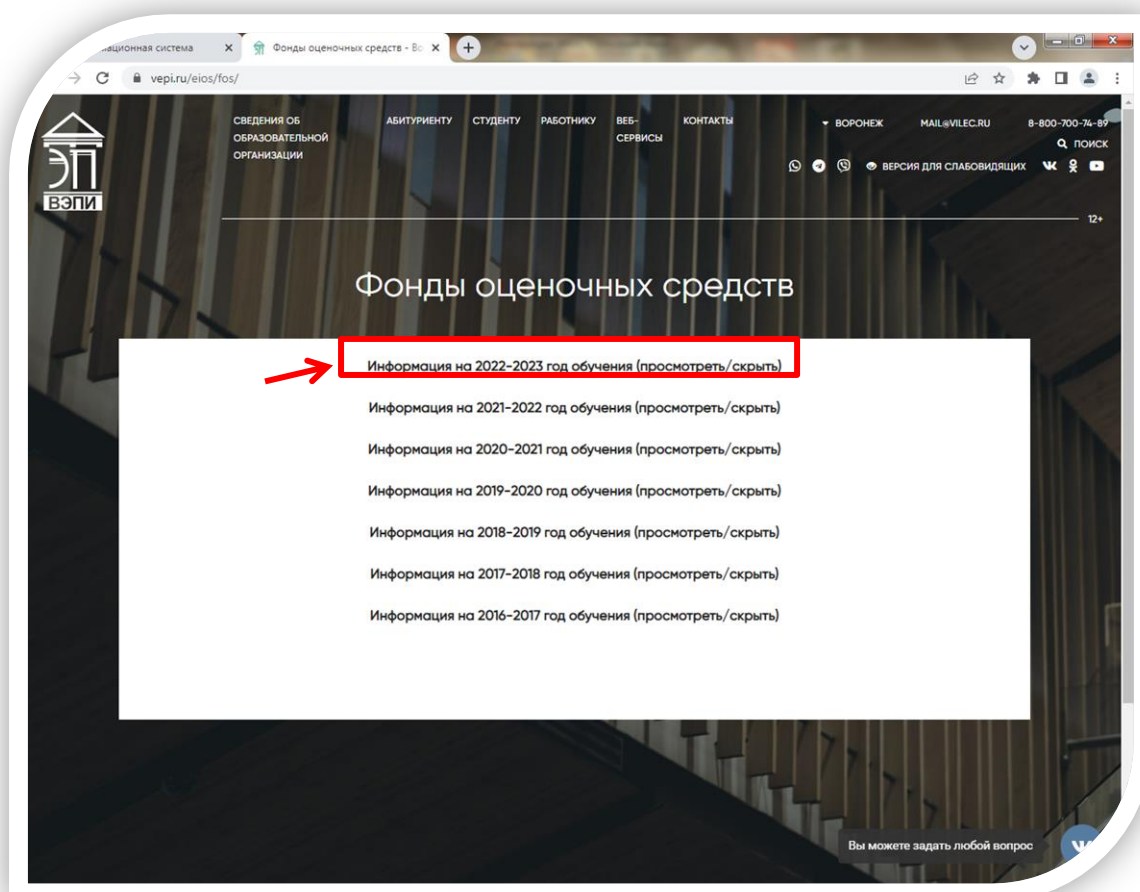 Фонды оценочных средств - Во
vepi.ru/eios/fos/
ЭП
ВЭПИ
СВЕДЕНИЯ ОБ
ОБРАЗОВАТЕЛЬНОЙ
ОРГАНИЗАЦИИ
АБИТУРИЕНТУ СТУДЕНТУ РАБОТНИКУ ВЕБ-
СЕРВИСЫ
КОНТАКТЫ
ВОРОНЕЖ MAIL@VILEC.RU 8-800-700-74-89
ПОИСК
ВЕРСИЯ ДЛЯ СЛАБОВИДЯЩИХ
12+
Фонды оценочных средств
Информация на 2022-2023 год обучения (просмотреть/скрыть)
Информация на 2021-2022 год обучения (просмотреть/скрыть)
Информация на 2020-2021 год обучения (просмотреть/скрыть)
Информация на 2019-2020 год обучения (просмотреть/скрыть)
Информация на 2018-2019 год обучения (просмотреть/скрыть)
Информация на 2017-2018 год обучения (просмотреть/скрыть)
Информация на 2016-2017 год обучения (просмотреть/скрыть)
Вы можете задать любой вопрос